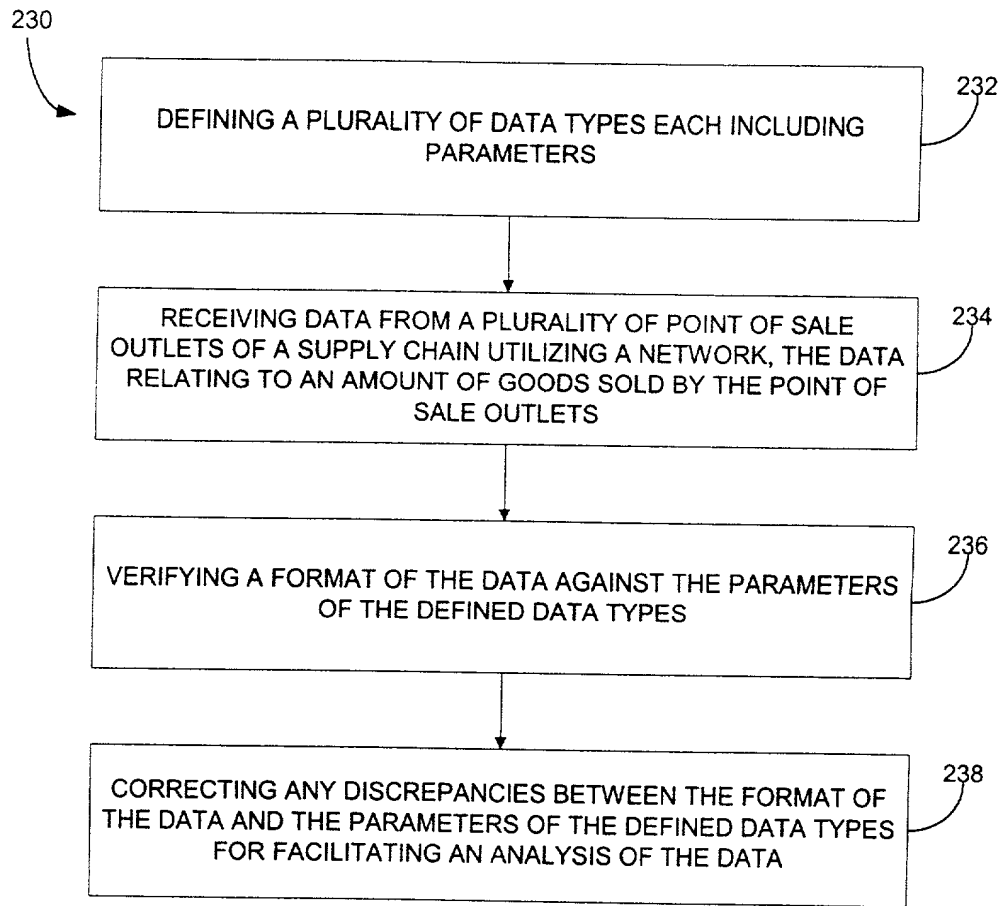 230
232
DEFINING A PLURALITY OF DATA TYPES EACH INCLUDING
PARAMETERS
234
RECEIVING DATA FROM A PLURALITY OF POINT OF SALE
OUTLETS OF A SUPPLY CHAIN UTILIZING A NETWORK, THE DATA
RELATING TO AN AMOUNT OF GOODS SOLD BY THE POINT OF
SALE OUTLETS
236
VERIFYING A FORMAT OF THE DATA AGAINST THE PARAMETERS
OF THE DEFINED DATA TYPES
238
CORRECTING ANY DISCREPANCIES BETWEEN THE FORMAT OF
THE DATA AND THE PARAMETERS OF THE DEFINED DATA TYPES
FOR FACILITATING AN ANALYSIS OF THE DATA